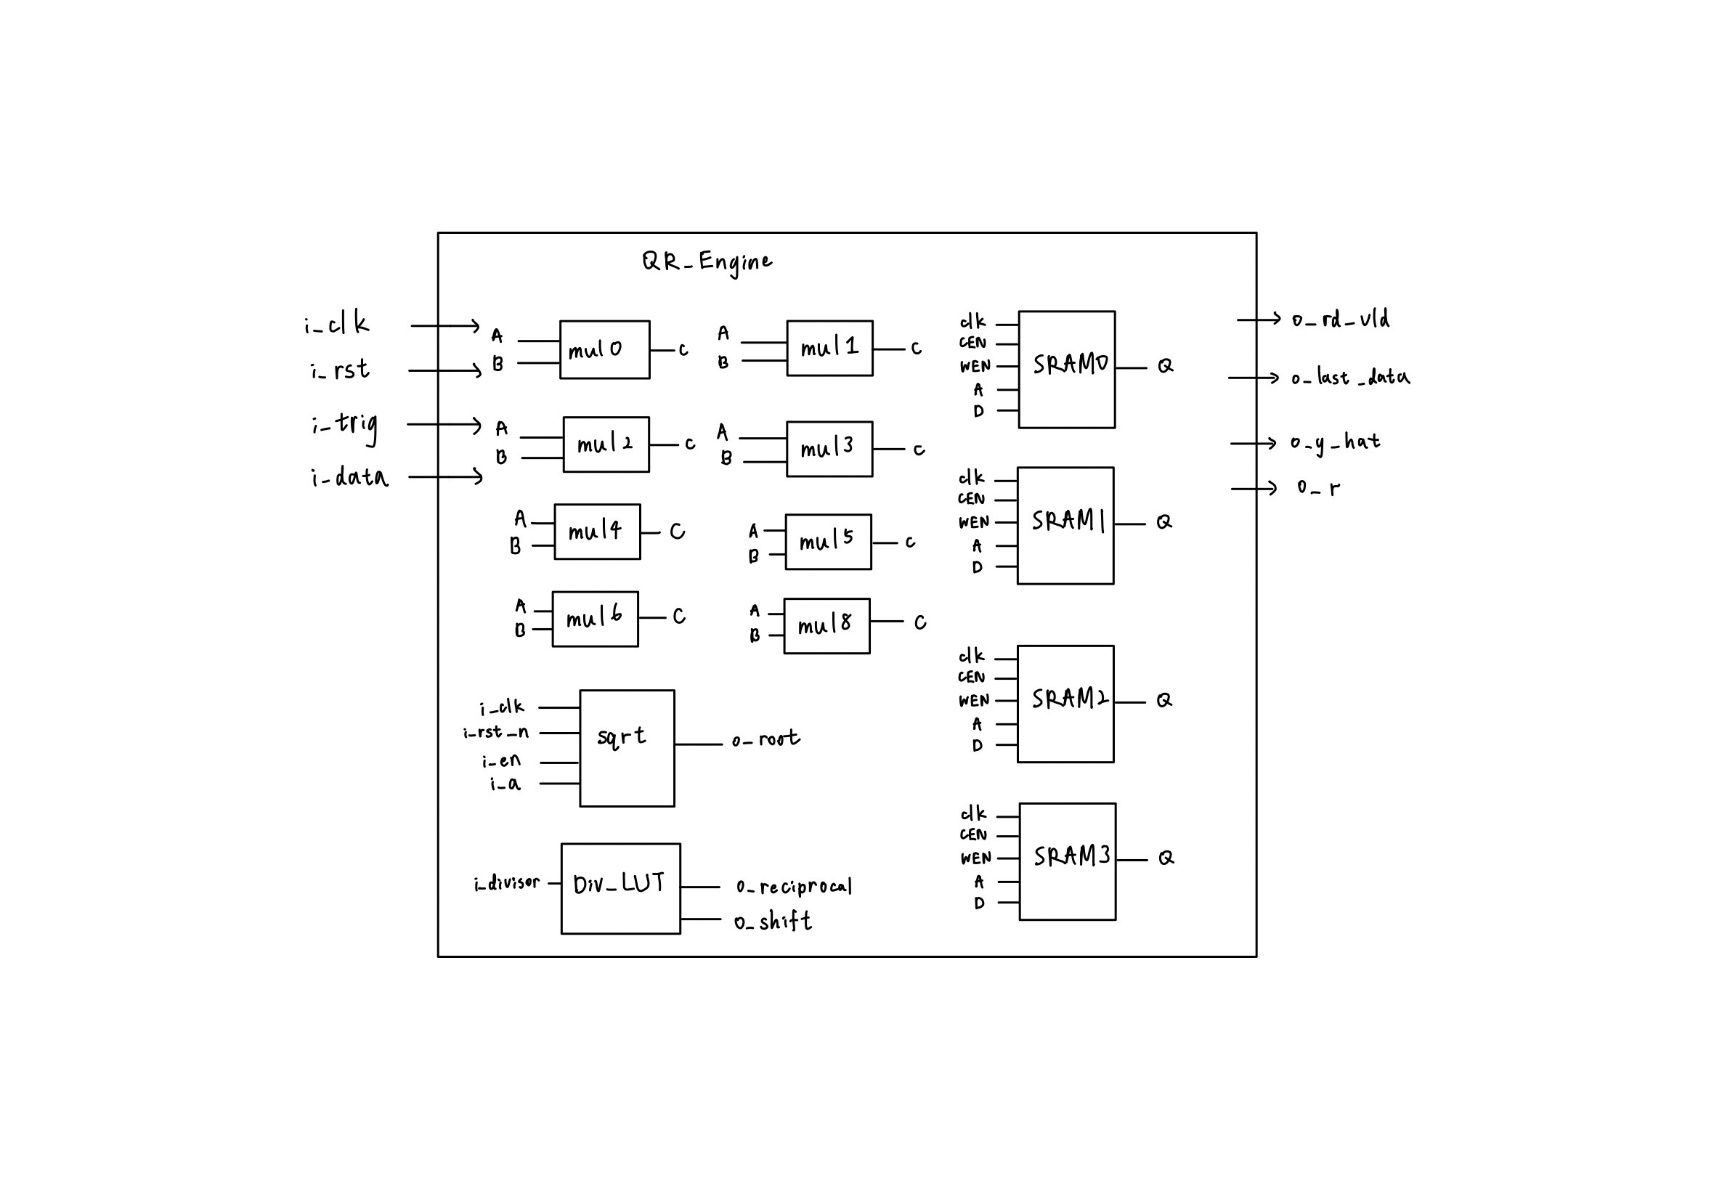 QR_Engine
i_clk
i_rst
i_trig
i_data
A
B
mul0
C
A
B
mul1
C
A
B
mul2
C
A
B
mul3
C
A
B
mul4
C
A
B
mul5
C
A
B
mul6
C
A
B
mul8
C
i_clk
i_rst_n
i_en
i_a
sqrt
o_root
i_divisor
Div_LUT
o_reciprocal
o_shift
clk
CEN
WEN
A
D
SRAM0
Q
clk
CEN
WEN
A
D
SRAM1
Q
clk
CEN
WEN
A
D
SRAM2
Q
clk
CEN
WEN
A
D
SRAM3
Q
o_rd_vld
o_last_data
o_y_hat
o_r